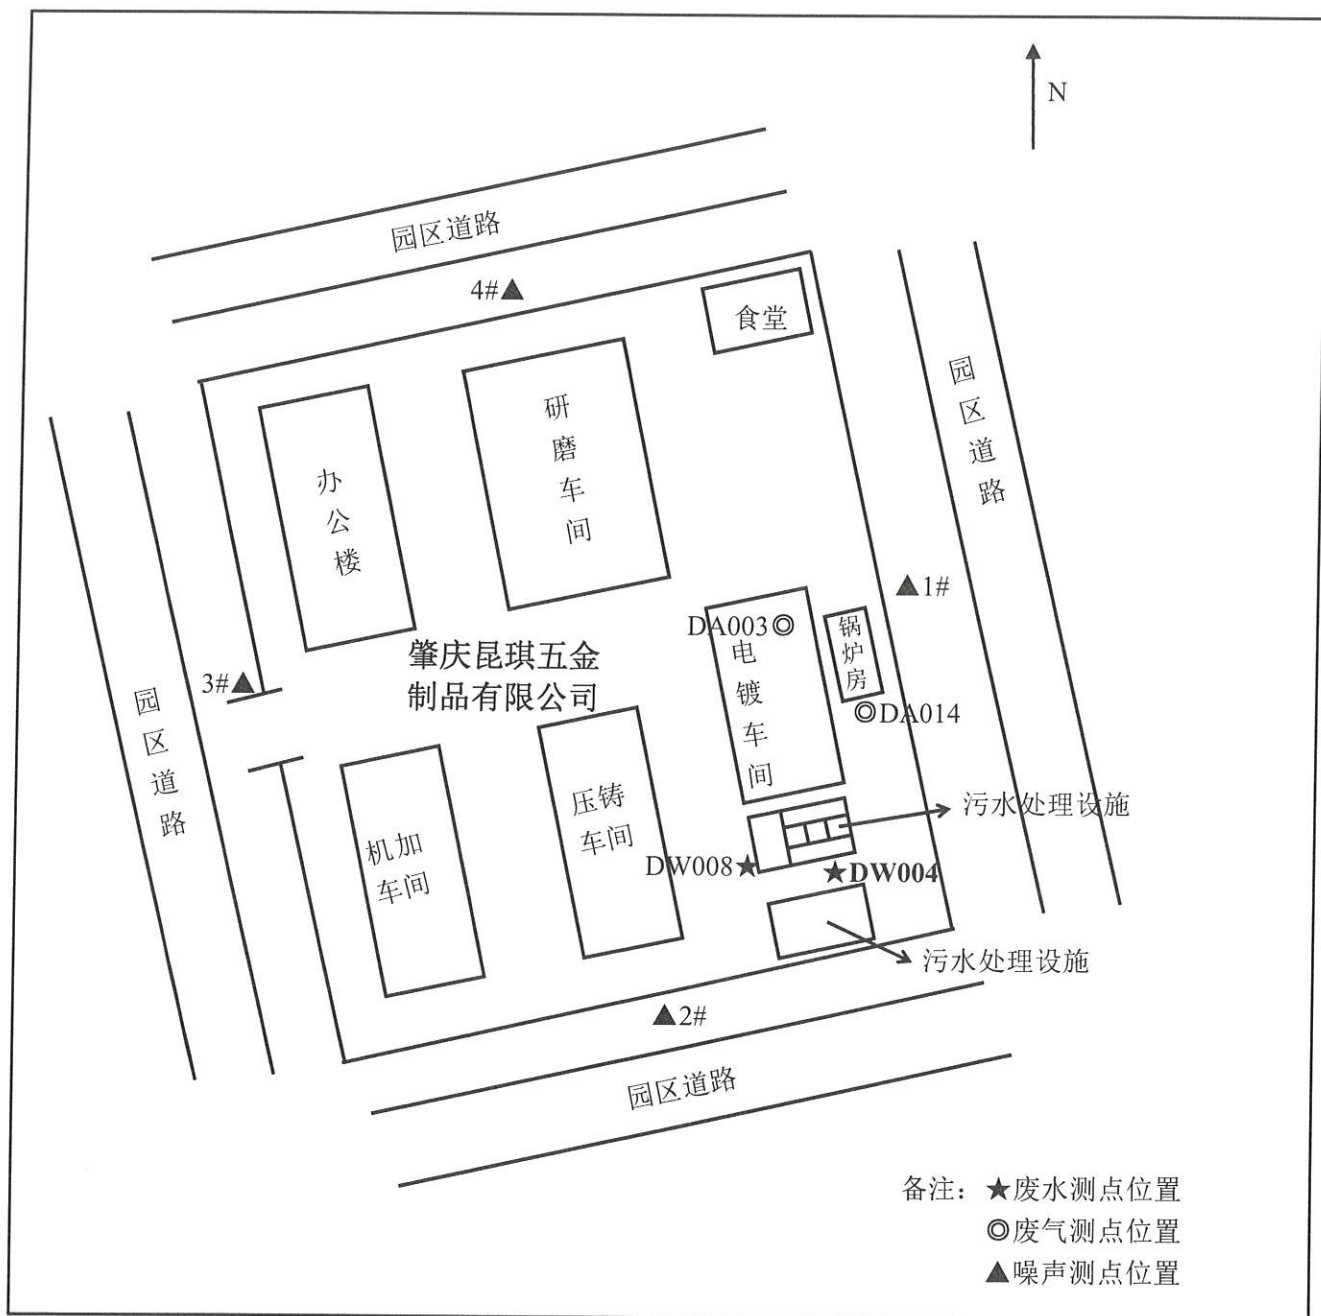 N
园区道路
4#▲
食堂
园区道路
研磨车间
办公楼
▲1#
DA003◎
锅炉房
电镀车间
肇庆昆琪五金
制品有限公司
3#▲
园区道路
◎DA014
压铸
车间
机加
车间
污水处理设施
DW008★
★DW004
污水处理设施
▲2#
园区道路
备注：★废水测点位置
◎废气测点位置
▲噪声测点位置